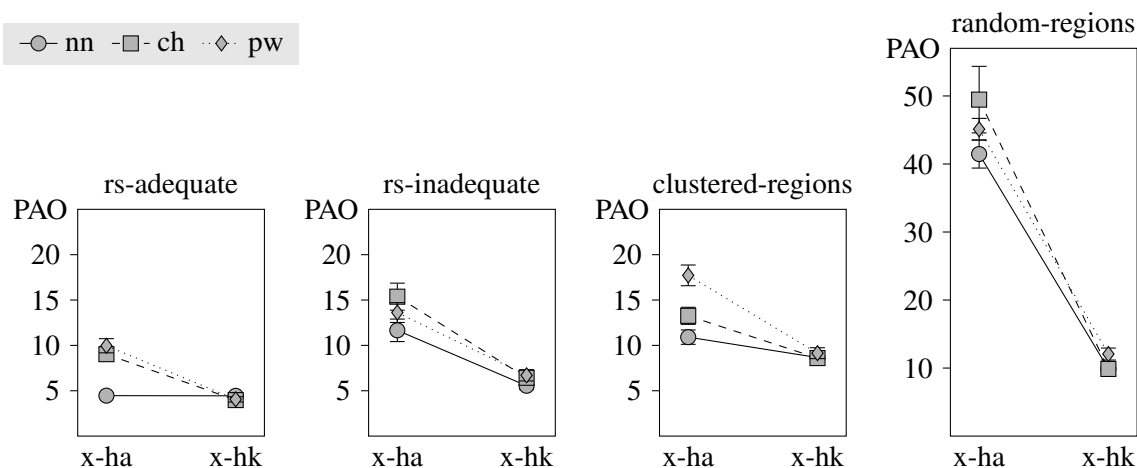 nn ch pw
rs-adequate
PAO
20
15
10
5
x-ha x-hk
rs-inadequate
PAO
20
15
10
5
x-ha x-hk
clustered-regions
PAO
20
15
10
5
x-ha x-hk
random-regions
PAO
50
40
30
20
10
x-ha x-hk